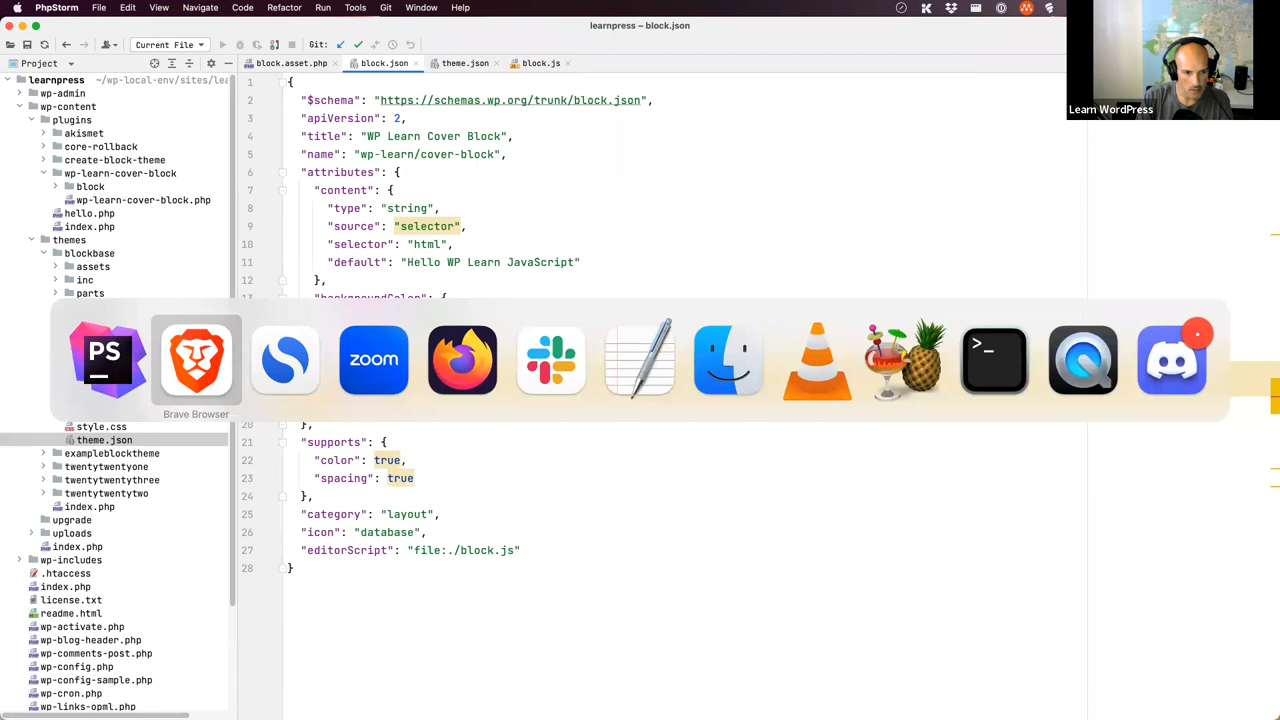 PhpStorm File Edit View Navigate Code Refactor Run Tools Git Window Help
learnpress – block.json
Current File
Git:
Project
block.asset.php
block.json
theme.json
block.js
learnpress ~/wp-local-env/sites/lea
wp-admin
wp-content
plugins
akismet
core-rollback
create-block-theme
wp-learn-cover-block
block
wp-learn-cover-block.php
hello.php
index.php
themes
blockbase
assets
inc
parts
style.css
theme.json
exampleblocktheme
twentytwentyone
twentytwentythree
twentytwentytwo
index.php
upgrade
uploads
index.php
wp-includes
.htaccess
index.php
license.txt
readme.html
wp-activate.php
wp-blog-header.php
wp-comments-post.php
wp-config.php
wp-config-sample.php
wp-cron.php
wp-links-opml.php
1 {
2 "$schema": "https://schemas.wp.org/trunk/block.json",
3 "apiVersion": 2,
4 "title": "WP Learn Cover Block",
5 "name": "wp-learn/cover-block",
6 "attributes": {
7 "content": {
8 "type": "string",
9 "source": "selector",
10 "selector": "html",
11 "default": "Hello WP Learn JavaScript"
12 },
13 "backgroundColor": {
20 },
21 "supports": {
22 "color": true,
23 "spacing": true
24 },
25 "category": "layout",
26 "icon": "database",
27 "editorScript": "file:./block.js"
28 }
PS
zoom
>_
Brave Browser
Learn WordPress